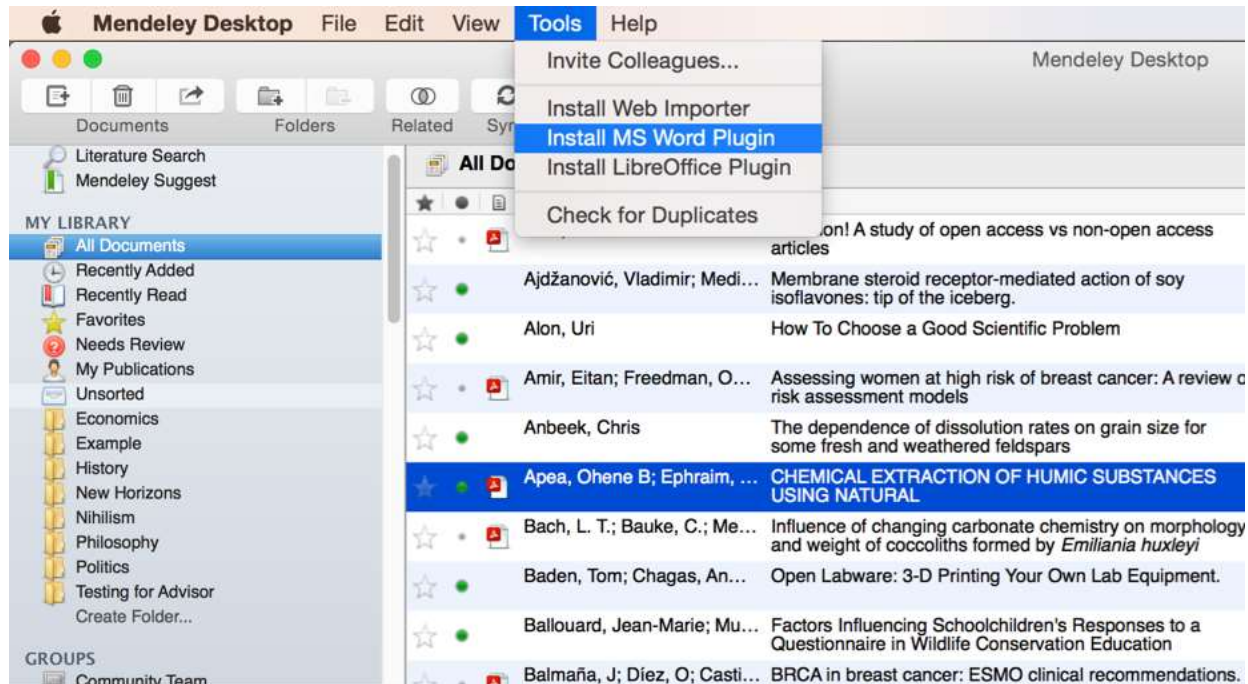 Mendeley Desktop File Edit View Tools Help
Mendeley Desktop
Documents Folders Related
Invite Colleagues...
Install Web Importer
Install MS Word Plugin
Install LibreOffice Plugin
Check for Duplicates
Literature Search
Mendeley Suggest
MY LIBRARY
All Documents
Recently Added
Recently Read
Favorites
Needs Review
My Publications
Unsorted
Economics
Example
History
New Horizons
Nihilism
Philosophy
Politics
Testing for Advisor
Create Folder...
GROUPS
Community Team
All Do
on! A study of open access vs non-open access
articles
Ajdžanović, Vladimir; Medi... Membrane steroid receptor-mediated action of soy
isoflavones: tip of the iceberg.
Alon, Uri How To Choose a Good Scientific Problem
Amir, Eitan; Freedman, O... Assessing women at high risk of breast cancer: A review o
risk assessment models
Anbeek, Chris The dependence of dissolution rates on grain size for
some fresh and weathered feldspars
Apea, Ohene B; Ephraim, ... CHEMICAL EXTRACTION OF HUMIC SUBSTANCES
USING NATURAL
Bach, L. T.; Bauke, C.; Me... Influence of changing carbonate chemistry on morphology
and weight of coccoliths formed by Emiliania huxleyi
Baden, Tom; Chagas, An... Open Labware: 3-D Printing Your Own Lab Equipment.
Ballouard, Jean-Marie; Mu... Factors Influencing Schoolchildren's Responses to a
Questionnaire in Wildlife Conservation Education
Balmaña, J; Díez, O; Casti... BRCA in breast cancer: ESMO clinical recommendations.